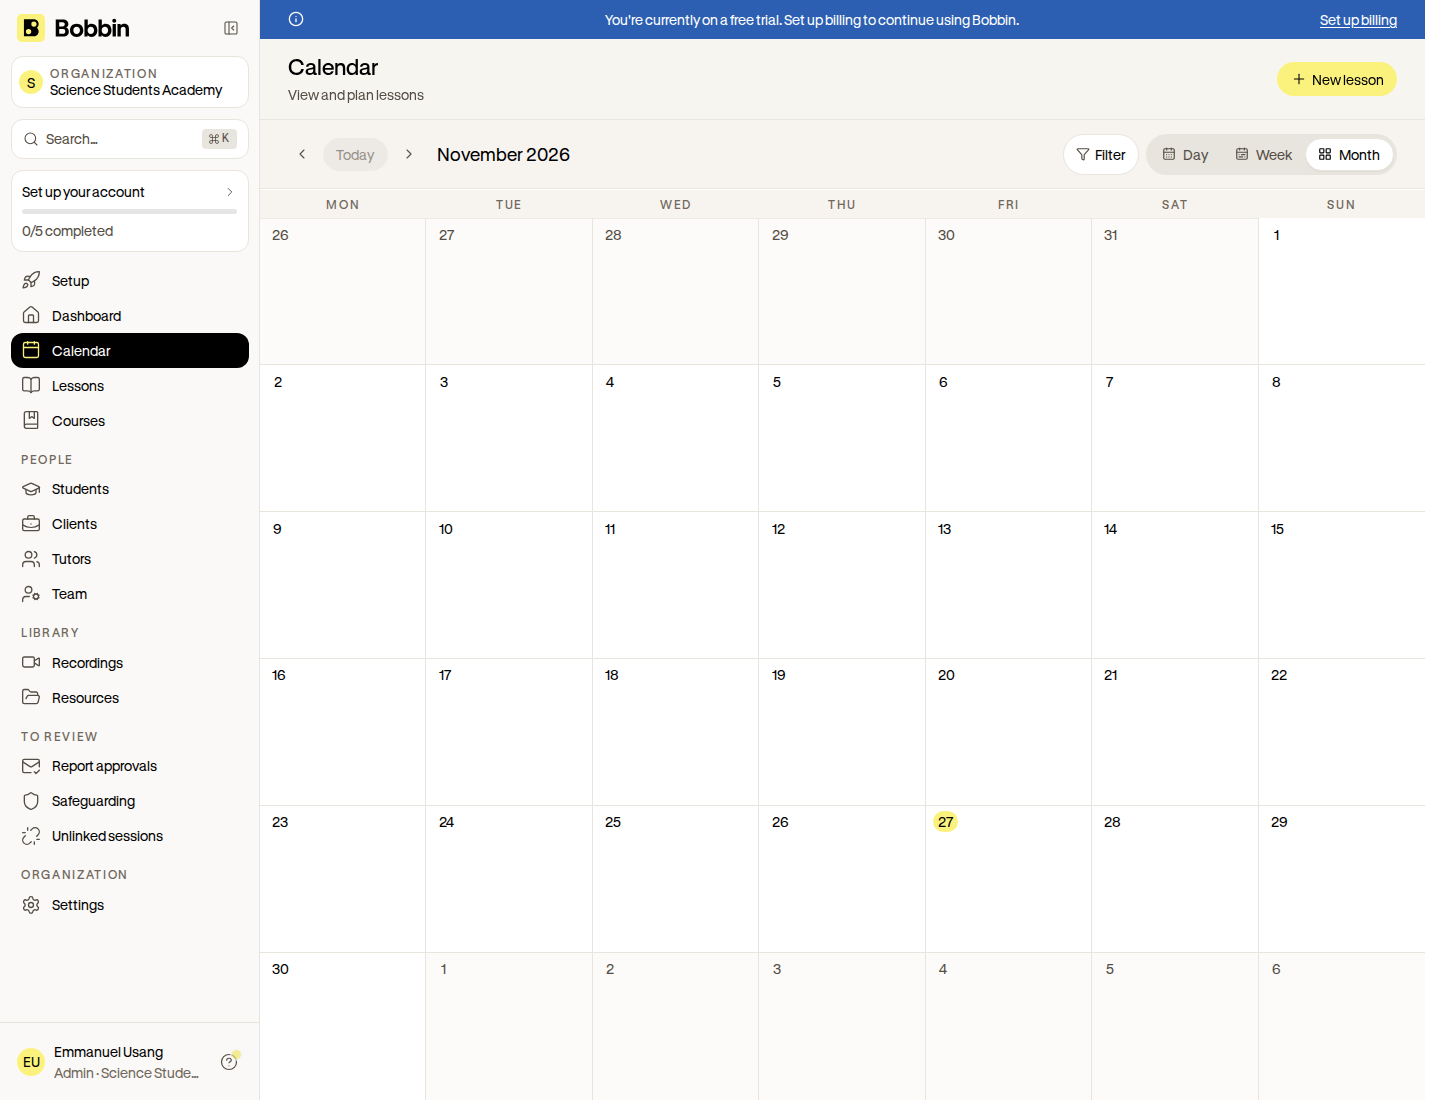 Bobbin
ORGANIZATION
S
Science Students Academy
Search...
⌘ K
Set up your account
0/5 completed
Setup
Dashboard
Calendar
Lessons
Courses
PEOPLE
Students
Clients
Tutors
Team
LIBRARY
Recordings
Resources
TO REVIEW
Report approvals
Safeguarding
Unlinked sessions
ORGANIZATION
Settings
EU
Emmanuel Usang
Admin · Science Stude...
You're currently on a free trial. Set up billing to continue using Bobbin.
Set up billing
Calendar
View and plan lessons
New lesson
Today
November 2026
Filter
Day
Week
Month
MON TUE WED THU FRI SAT SUN
26 27 28 29 30 31 1
2 3 4 5 6 7 8
9 10 11 12 13 14 15
16 17 18 19 20 21 22
23 24 25 26 27 28 29
30 1 2 3 4 5 6